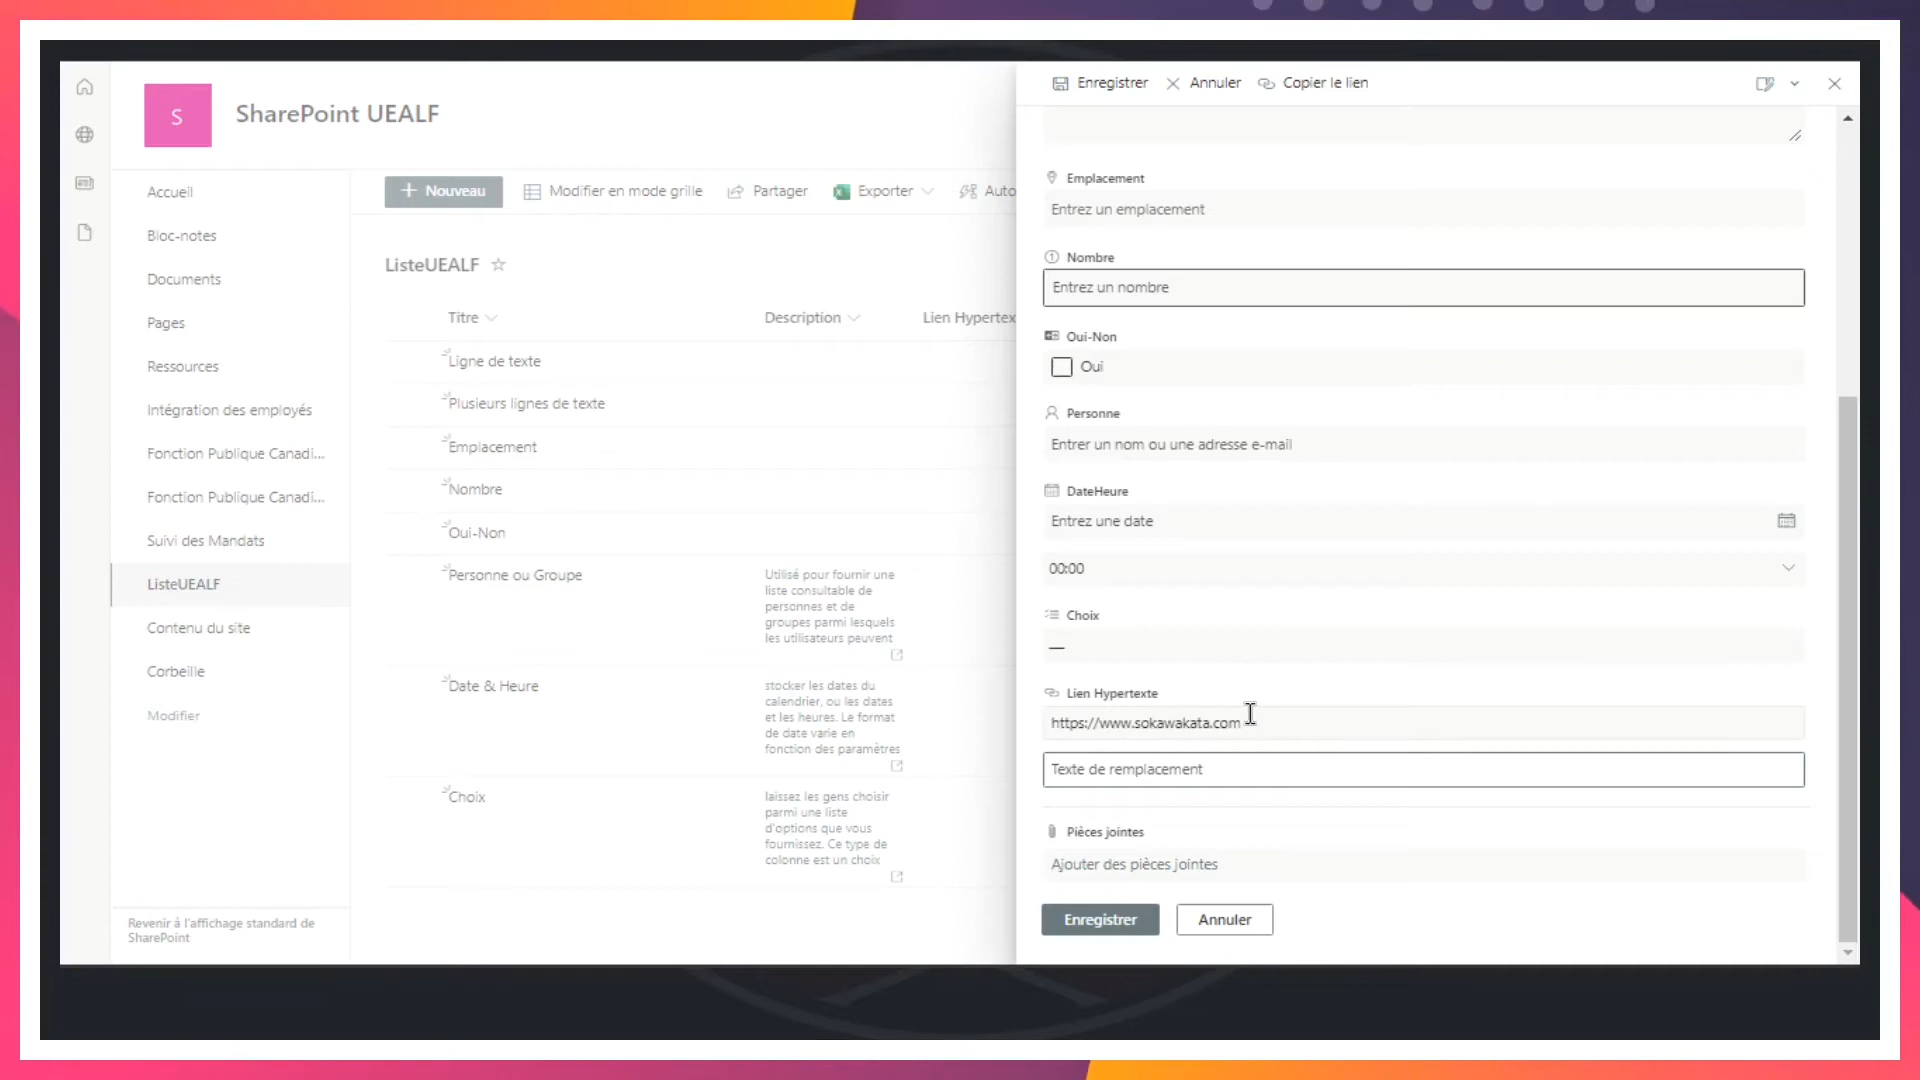 S
SharePoint UEALF
Accueil
Bloc-notes
Documents
Pages
Ressources
Intégration des employés
Fonction Publique Canadi...
Fonction Publique Canadi...
Suivi des Mandats
ListeUEALF
Contenu du site
Corbeille
Modifier
Revenir à l'affichage standard de
SharePoint
Nouveau
Modifier en mode grille
Partager
Exporter
Auto
ListeUEALF
Titre
Description
Lien Hypertex
Ligne de texte
Plusieurs lignes de texte
Emplacement
Nombre
Oui-Non
Personne ou Groupe
Utilisé pour fournir une
liste consultable de
personnes et de
groupes parmi lesquels
les utilisateurs peuvent
Date & Heure
stocker les dates du
calendrier, ou les dates
et les heures. Le format
de date varie en
fonction des paramètres
Choix
laissez les gens choisir
parmi une liste
d'options que vous
fournissez. Ce type de
colonne est un choix
Enregistrer
Annuler
Copier le lien
Emplacement
Entrez un emplacement
Nombre
Entrez un nombre
Oui-Non
Oui
Personne
Entrer un nom ou une adresse e-mail
DateHeure
Entrez une date
00:00
Choix
—
Lien Hypertexte
https://www.sokawakata.com
Texte de remplacement
Pièces jointes
Ajouter des pièces jointes
Enregistrer
Annuler